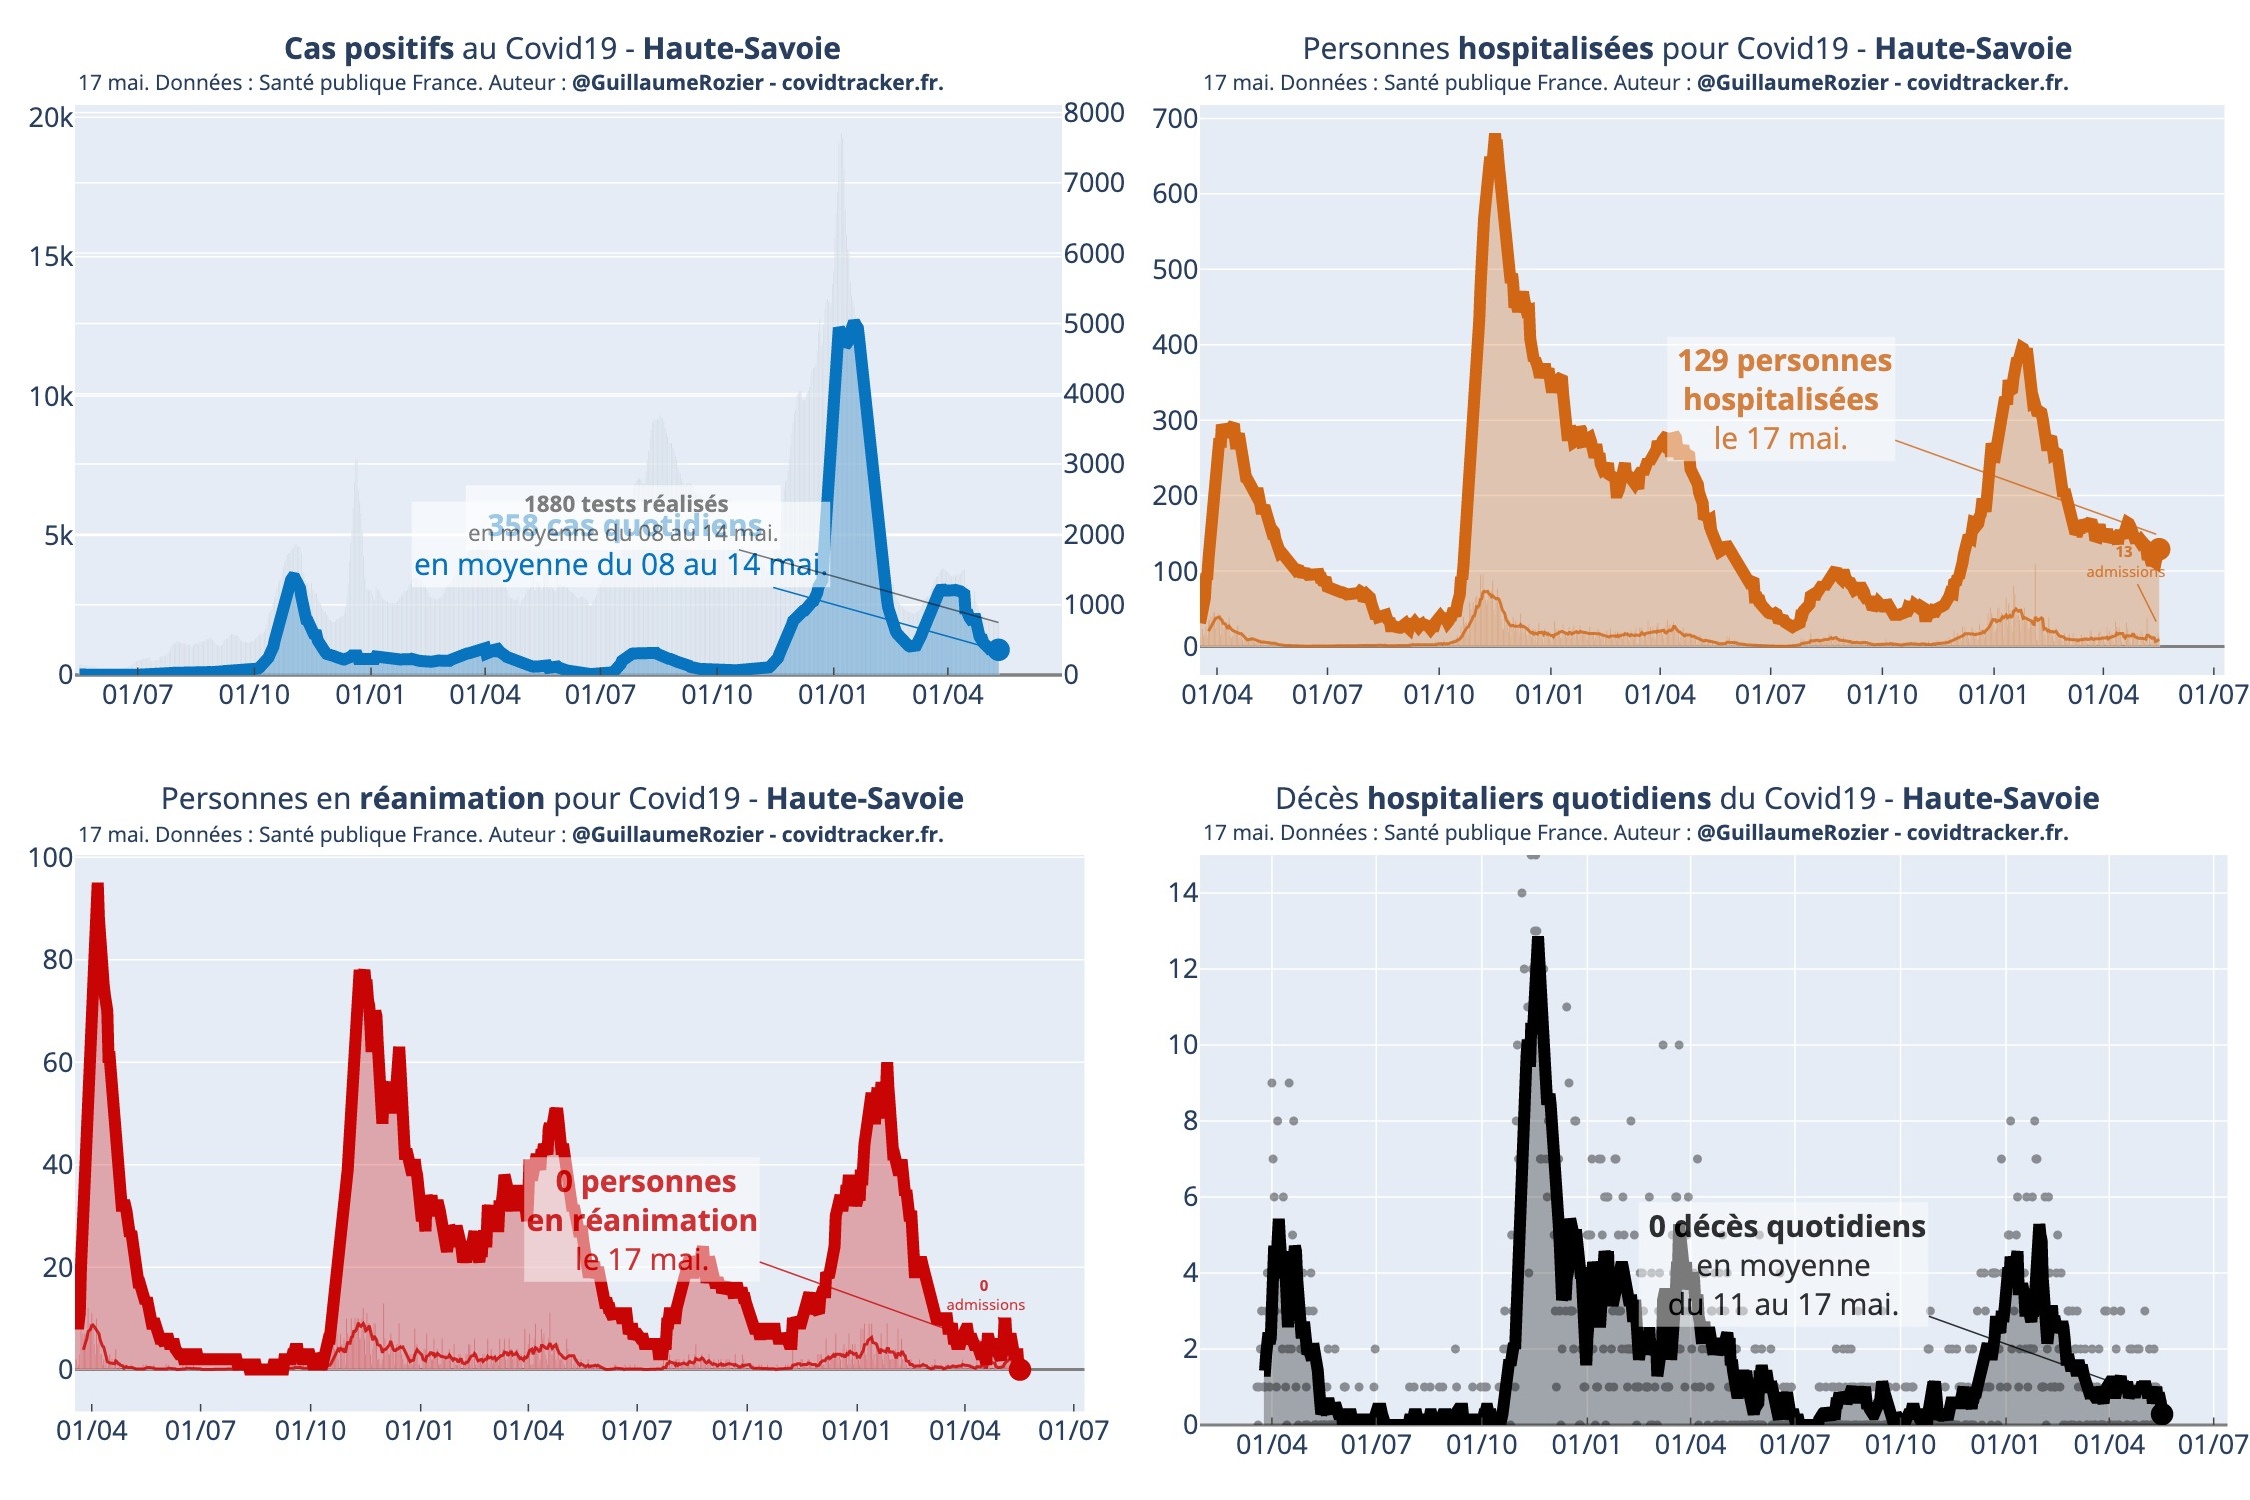 Cas positifs au Covid19 - Haute-Savoie
17 mai. Données : Santé publique France. Auteur : @GuillaumeRozier - covidtracker.fr.
20k
15k
10k
5k
0
8000
7000
6000
5000
4000
3000
2000
1000
0
1880 tests réalisés
358 cas quotidiens
en moyenne du 08 au 14 mai.
en moyenne du 08 au 14 mai.
01/07 01/10 01/01 01/04 01/07 01/10 01/01 01/04
Personnes hospitalisées pour Covid19 - Haute-Savoie
17 mai. Données : Santé publique France. Auteur : @GuillaumeRozier - covidtracker.fr.
700
600
500
400
300
200
100
0
129 personnes
hospitalisées
le 17 mai.
13
admissions
01/04 01/07 01/10 01/01 01/04 01/07 01/10 01/01 01/04 01/07
Personnes en réanimation pour Covid19 - Haute-Savoie
17 mai. Données : Santé publique France. Auteur : @GuillaumeRozier - covidtracker.fr.
100
80
60
40
20
0
0 personnes
en réanimation
le 17 mai.
0
admissions
01/04 01/07 01/10 01/01 01/04 01/07 01/10 01/01 01/04 01/07
Décès hospitaliers quotidiens du Covid19 - Haute-Savoie
17 mai. Données : Santé publique France. Auteur : @GuillaumeRozier - covidtracker.fr.
14
12
10
8
6
4
2
0
0 décès quotidiens
en moyenne
du 11 au 17 mai.
01/04 01/07 01/10 01/01 01/04 01/07 01/10 01/01 01/04 01/07